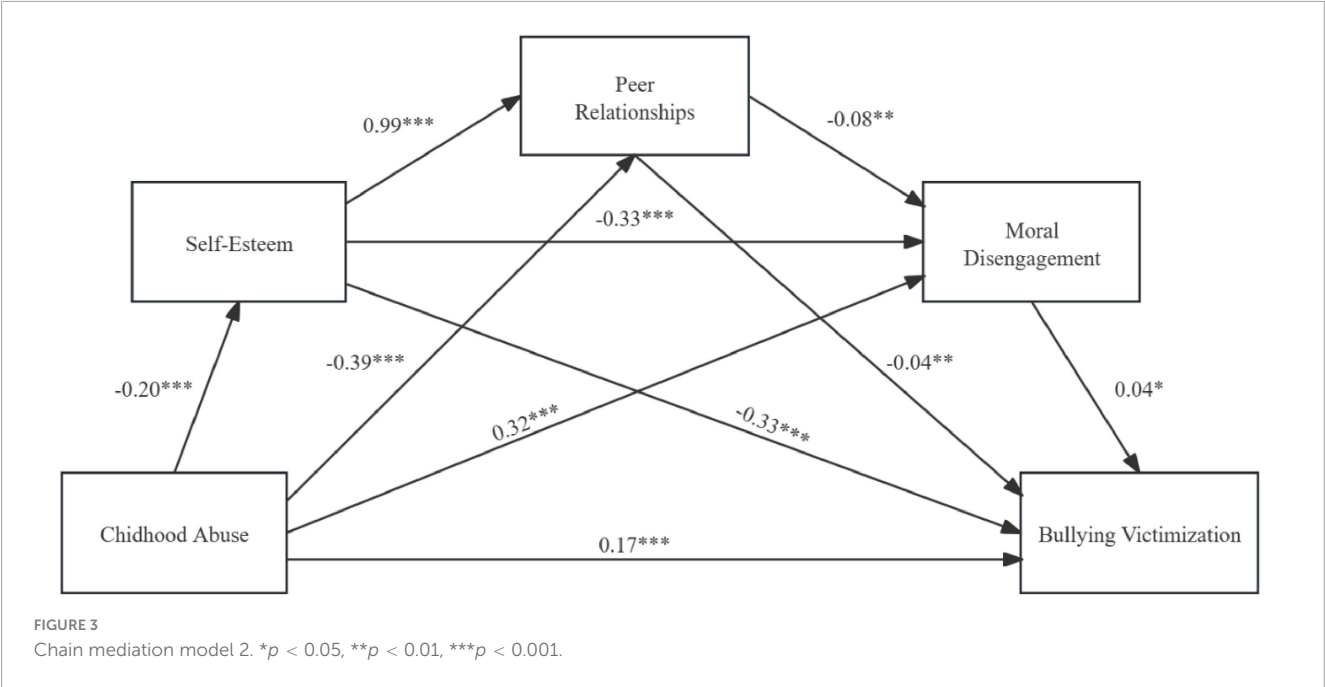 Peer
Relationships
0.99***
-0.08**
Self-Esteem
-0.33***
Moral
Disengagement
-0.39***
-0.04**
-0.20***
0.04*
0.32***
-0.33***
Chidhood Abuse
0.17***
Bullying Victimization
FIGURE 3
Chain mediation model 2. *p < 0.05, **p < 0.01, ***p < 0.001.